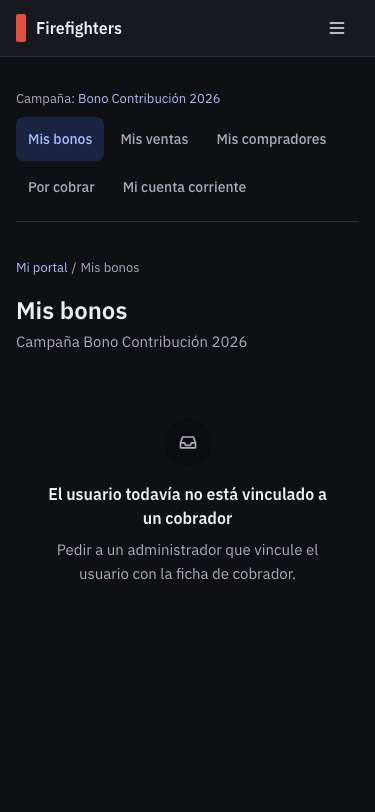 Firefighters
Campaña: Bono Contribución 2026
Mis bonos
Mis ventas
Mis compradores
Por cobrar
Mi cuenta corriente
Mi portal / Mis bonos
Mis bonos
Campaña Bono Contribución 2026
El usuario todavía no está vinculado a
un cobrador
Pedir a un administrador que vincule el
usuario con la ficha de cobrador.